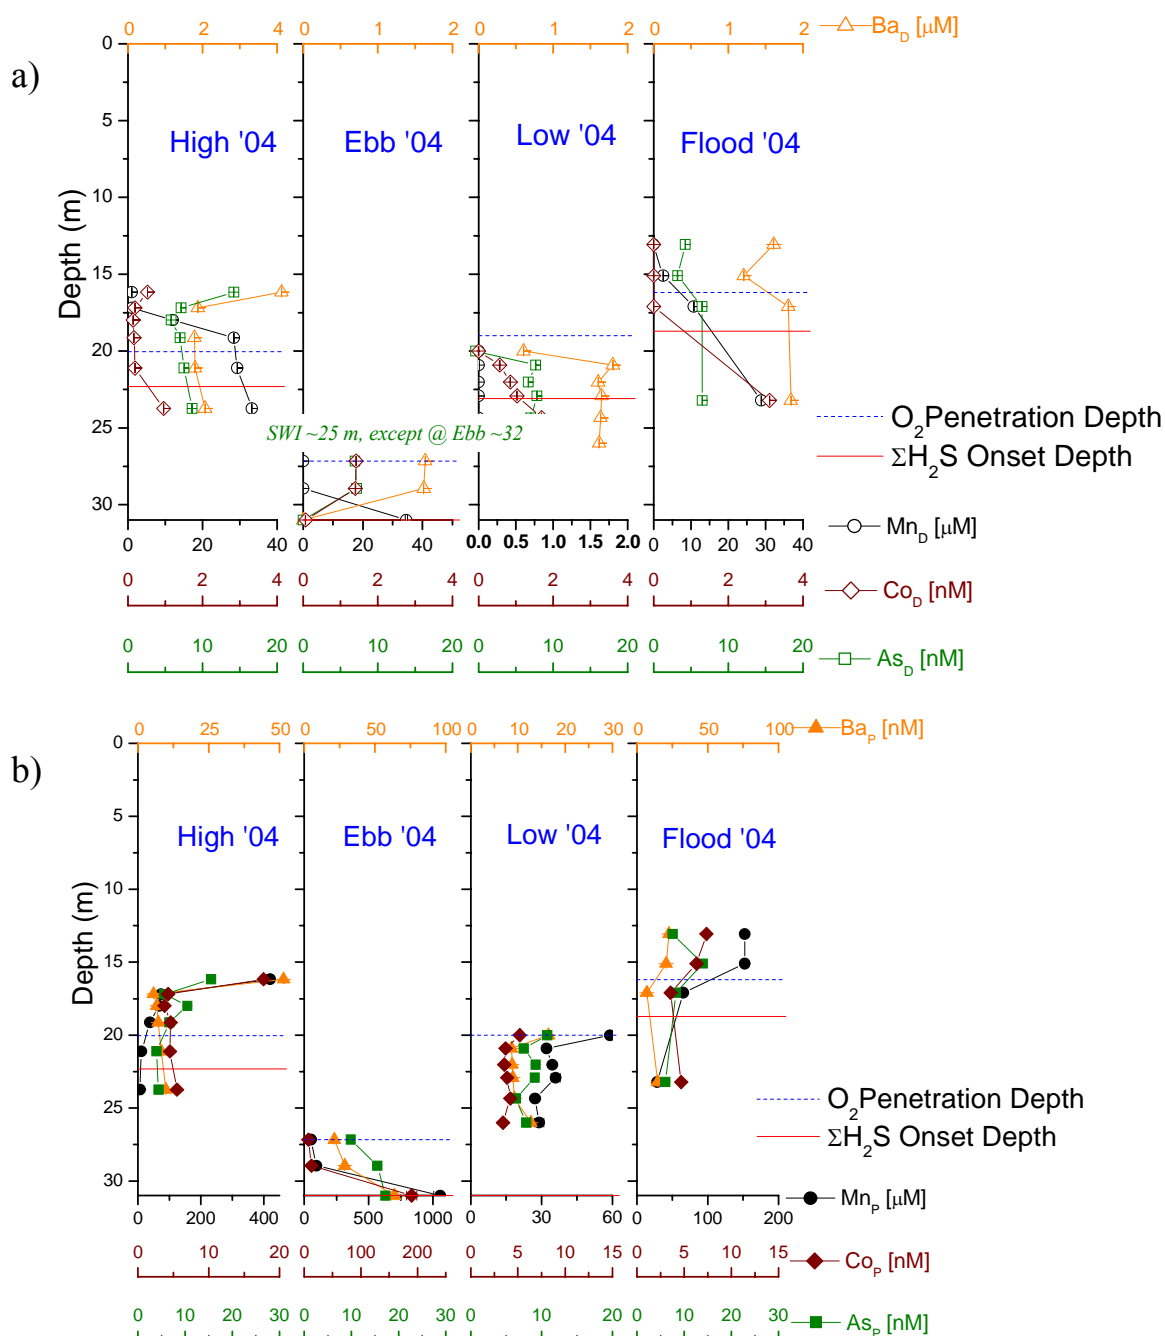 0 1 2 0 1 2 0 1 2 0 1 2 Ba_D [μM]
a)
0
5
10
15
20
25
30
Depth (m)
High '04 Ebb '04 Low '04 Flood '04
SWI ~25 m, except @ Ebb ~32
O2 Penetration Depth
ΣH2S Onset Depth
0 20 40 0 20 40 0.0 0.5 1.0 1.5 2.0 0 10 20 30 40
Mn_D [μM]
0 2 4 0 2 4 0 2 4 0 2 4
Co_D [nM]
0 10 20 0 10 20 0 10 20 0 10 20
As_D [nM]
0 25 50 0 50 100 0 10 20 30 0 50 100 Ba_P [nM]
b)
0
5
10
15
20
25
30
Depth (m)
High '04 Ebb '04 Low '04 Flood '04
O2 Penetration Depth
ΣH2S Onset Depth
0 200 400 0 500 1000 0 30 60 0 100 200
Mn_P [μM]
0 10 20 0 100 200 0 5 10 15 0 5 10 15
Co_P [nM]
0 10 20 30 0 10 20 30 0 10 20 0 10 20 30
As_P [nM]